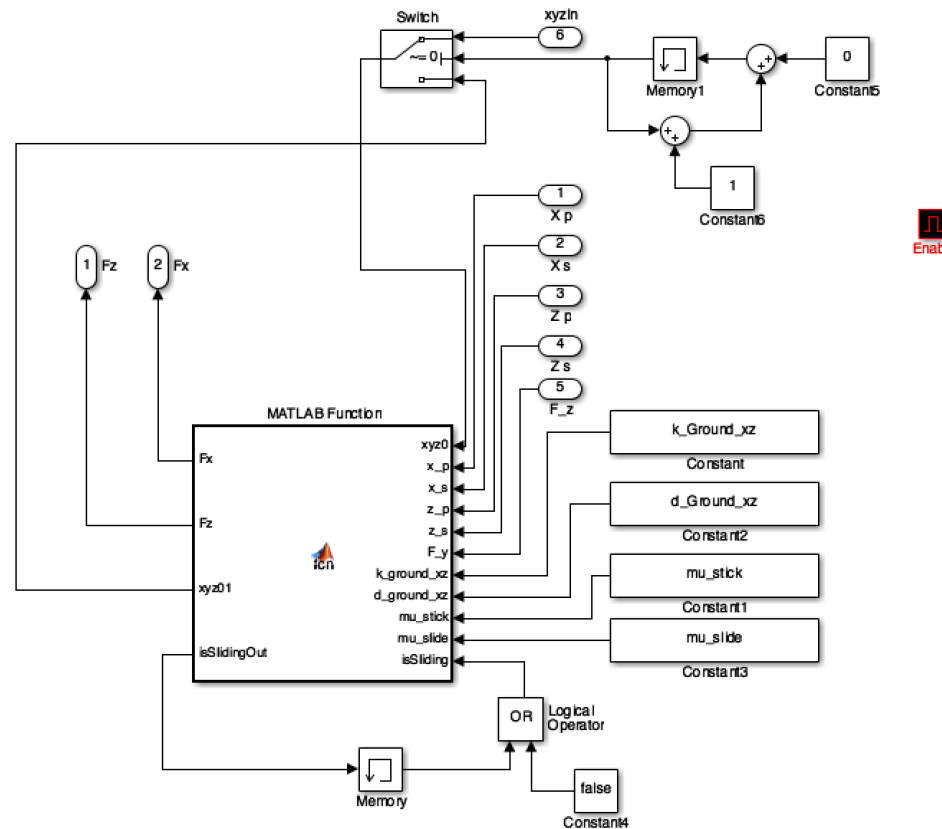 Switch
xyzIn
6
~= 0
Memory1
+
+
0
Constant5
+
+
1
Constant6
1
X p
2
X s
3
Z p
4
Z s
5
F_z
Enab
1
Fz
2
Fx
MATLAB Function
Fx
Fz
xyz01
isSlidingOut
fcn
xyz0
x_p
x_s
z_p
z_s
F_y
k_ground_xz
d_ground_xz
mu_stick
mu_slide
isSliding
k_Ground_xz
Constant
d_Ground_xz
Constant2
mu_stick
Constant1
mu_slide
Constant3
OR
Logical
Operator
Memory
false
Constant4